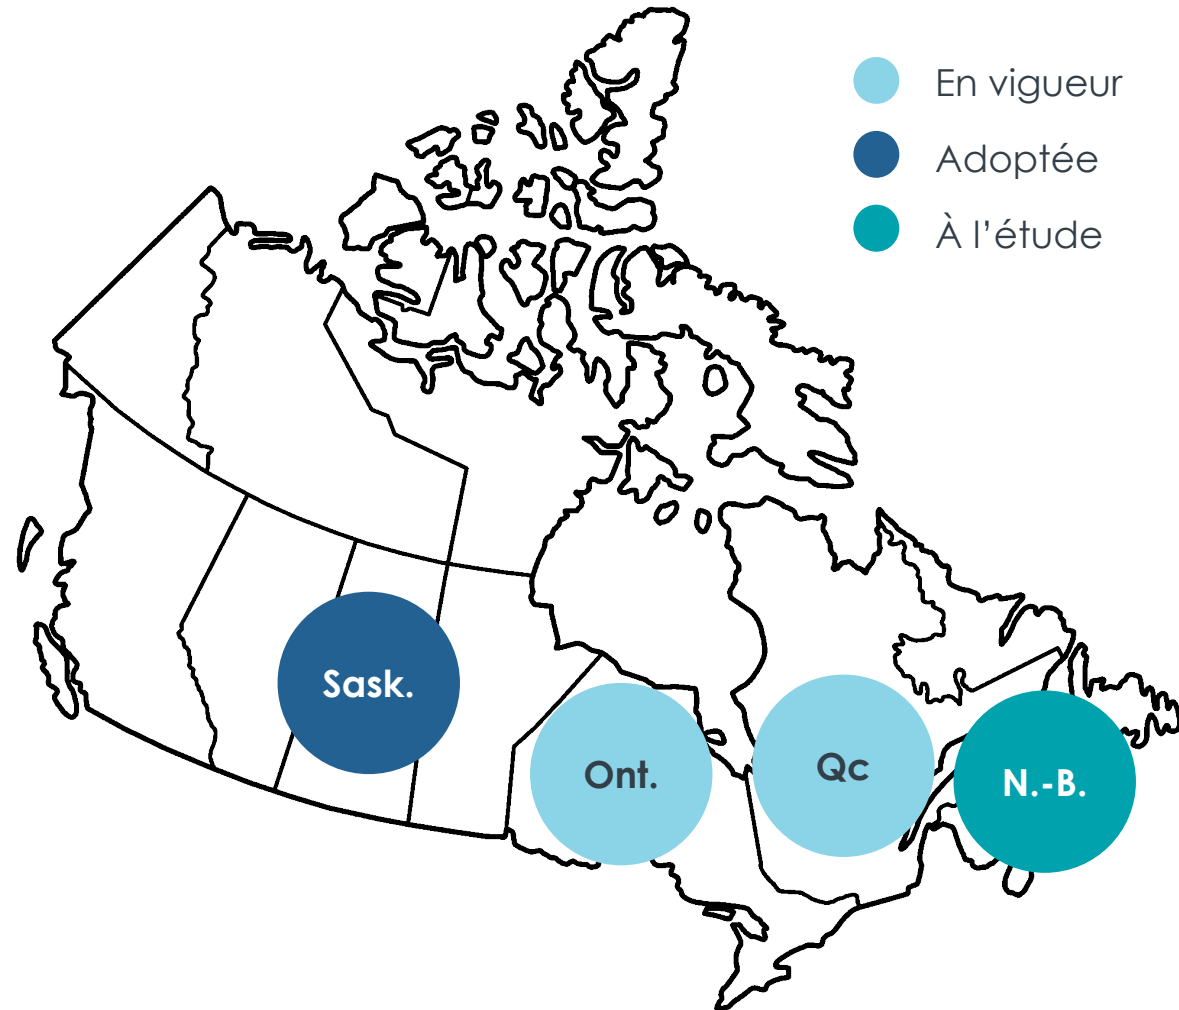 En vigueur
Adoptée
À l’étude
Sask.
Ont.
Qc
N.-B.